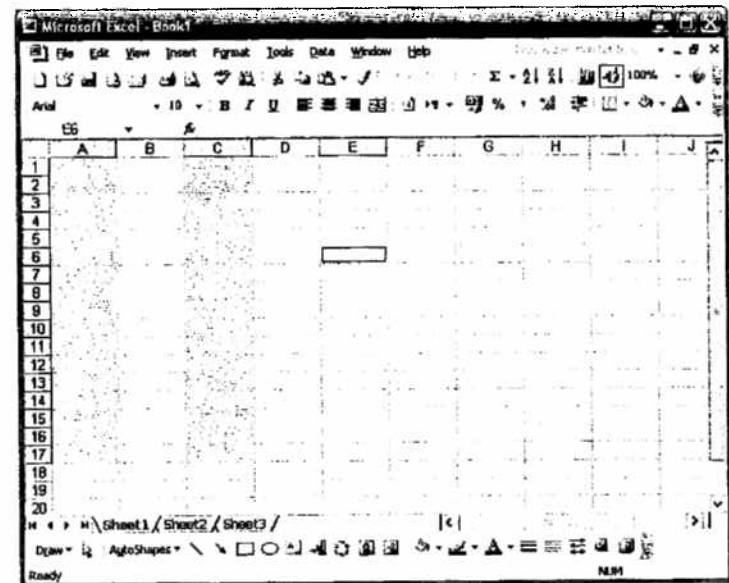 Microsoft Excel - Book1
File Edit View Insert Format Tools Data Window Help
Σ 100%
Arial 10 B I U %
E6 fx
A B C D E F G H I J
1
2
3
4
5
6
7
8
9
10
11
12
13
14
15
16
17
18
19
20
Sheet1 / Sheet2 / Sheet3 /
Draw AutoShapes A
Ready NUM